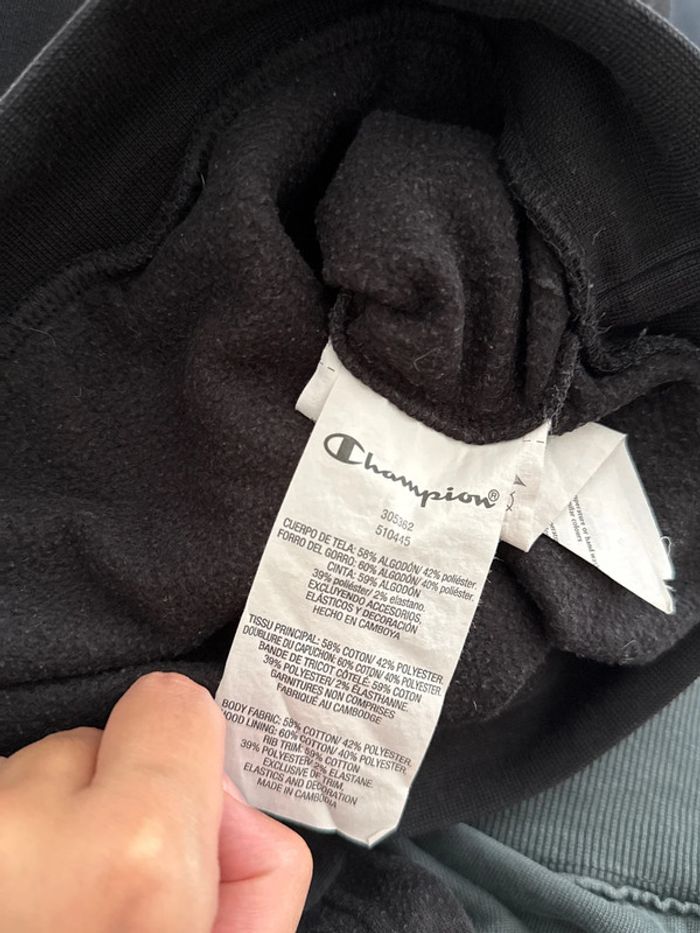 Champion®
305362
510445
CUERPO DE TELA: 58% ALGODÓN/ 42% poliéster.
FORRO DEL GORRO: 60% ALGODÓN/ 40% poliéster.
CINTA: 59% ALGODÓN
39% poliéster/ 2% elastano.
EXCLUYENDO ACCESORIOS,
ELÁSTICOS Y DECORACIÓN
HECHO EN CAMBOYA
TISSU PRINCIPAL: 58% COTON/ 42% POLYESTER.
DOUBLURE DU CAPUCHON: 60% COTON/ 40% POLYESTER.
BANDE DE TRICOT CÔTELÉ: 59% COTON
39% POLYESTER/ 2% ELASTHANNE.
GARNITURES NON COMPRISES
FABRIQUÉ AU CAMBODGE
BODY FABRIC: 58% COTTON/ 42% POLYESTER.
HOOD LINING: 60% COTTON/ 40% POLYESTER.
RIB TRIM: 59% COTTON
39% POLYESTER/ 2% ELASTANE.
EXCLUSIVE OF TRIM,
ELASTICS AND DECORATION
MADE IN CAMBODIA
or hand
colours